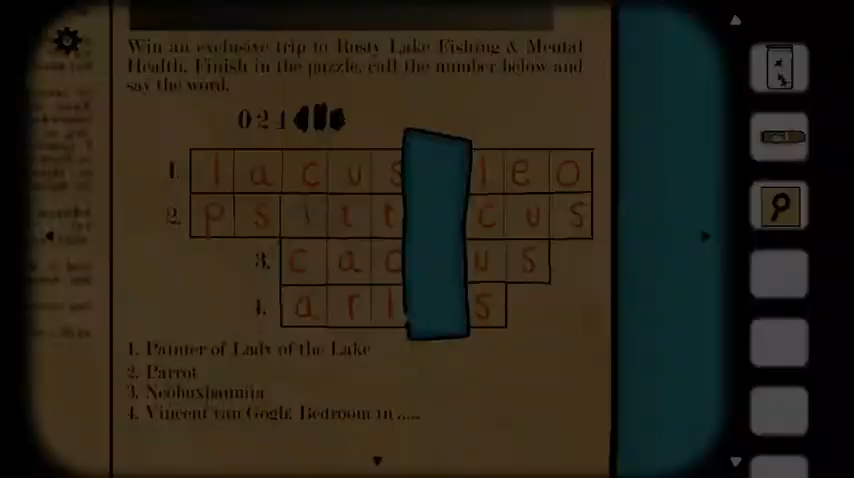 Win an exclusive trip to Rusty Lake Fishing & Mental
Health. Finish in the puzzle, call the number below and
say the word.
024
1. l a c u s l e o
2. p s i t t c u s
3. c a c u s
4. a r l s
1. Painter of Lady of the Lake
2. Parrot
3. Neobuxbaumia
4. Vincent van Gogh: Bedroom in .....